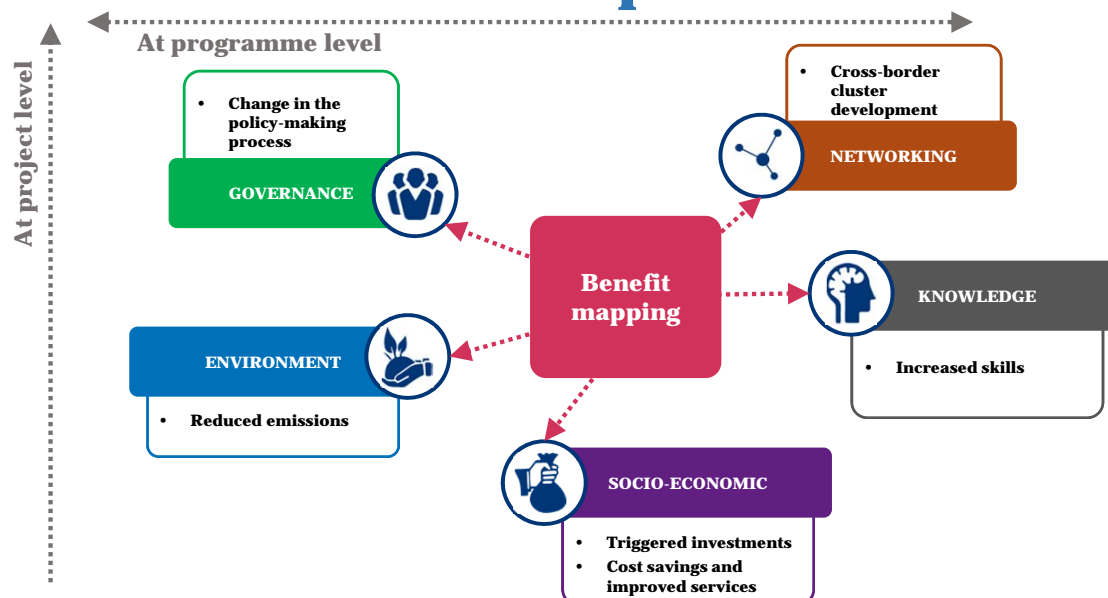 At programme level
At project level
• Change in the
policy-making
process
GOVERNANCE
• Cross-border
cluster
development
NETWORKING
Benefit
mapping
KNOWLEDGE
• Increased skills
ENVIRONMENT
• Reduced emissions
SOCIO-ECONOMIC
• Triggered investments
• Cost savings and
improved services